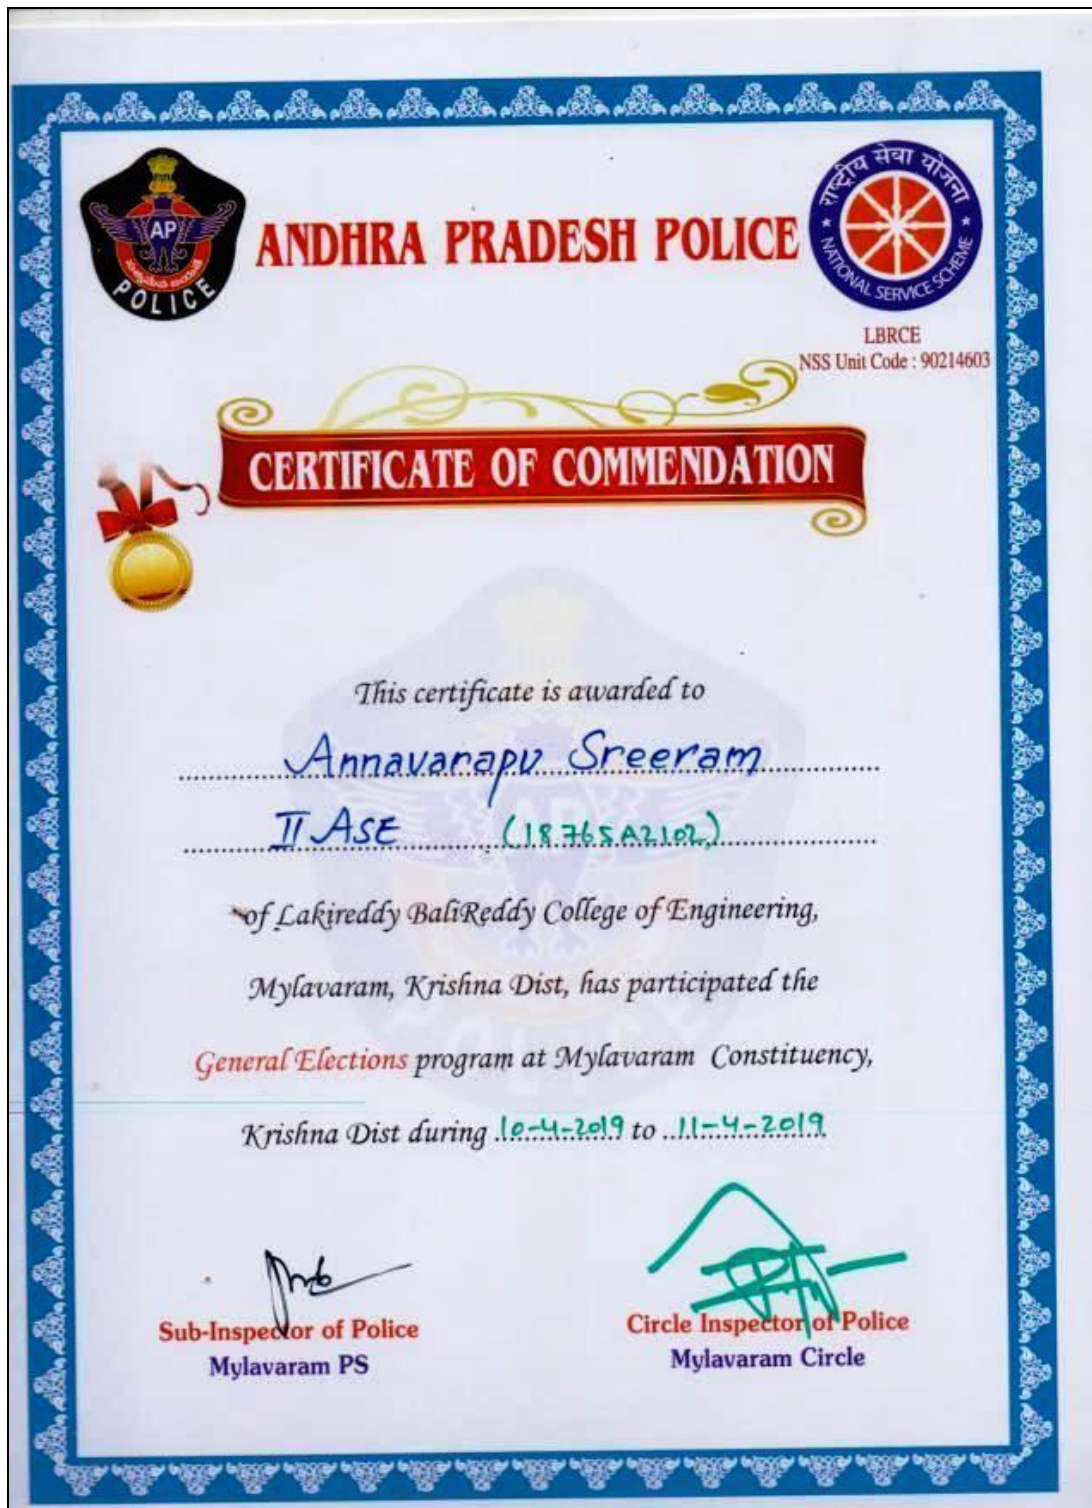 ANDHRA PRADESH POLICE
AP
POLICE
राष्ट्रीय सेवा योजना
NATIONAL SERVICE SCHEME
LBRCE
NSS Unit Code : 90214603
CERTIFICATE OF COMMENDATION
This certificate is awarded to
Annavarapu Sreeram
II ASE (18765A2102)
of Lakireddy BaliReddy College of Engineering,
Mylavaram, Krishna Dist, has participated the
General Elections program at Mylavaram Constituency,
Krishna Dist during 10-4-2019 to 11-4-2019
Sub-Inspector of Police
Mylavaram PS
Circle Inspector of Police
Mylavaram Circle